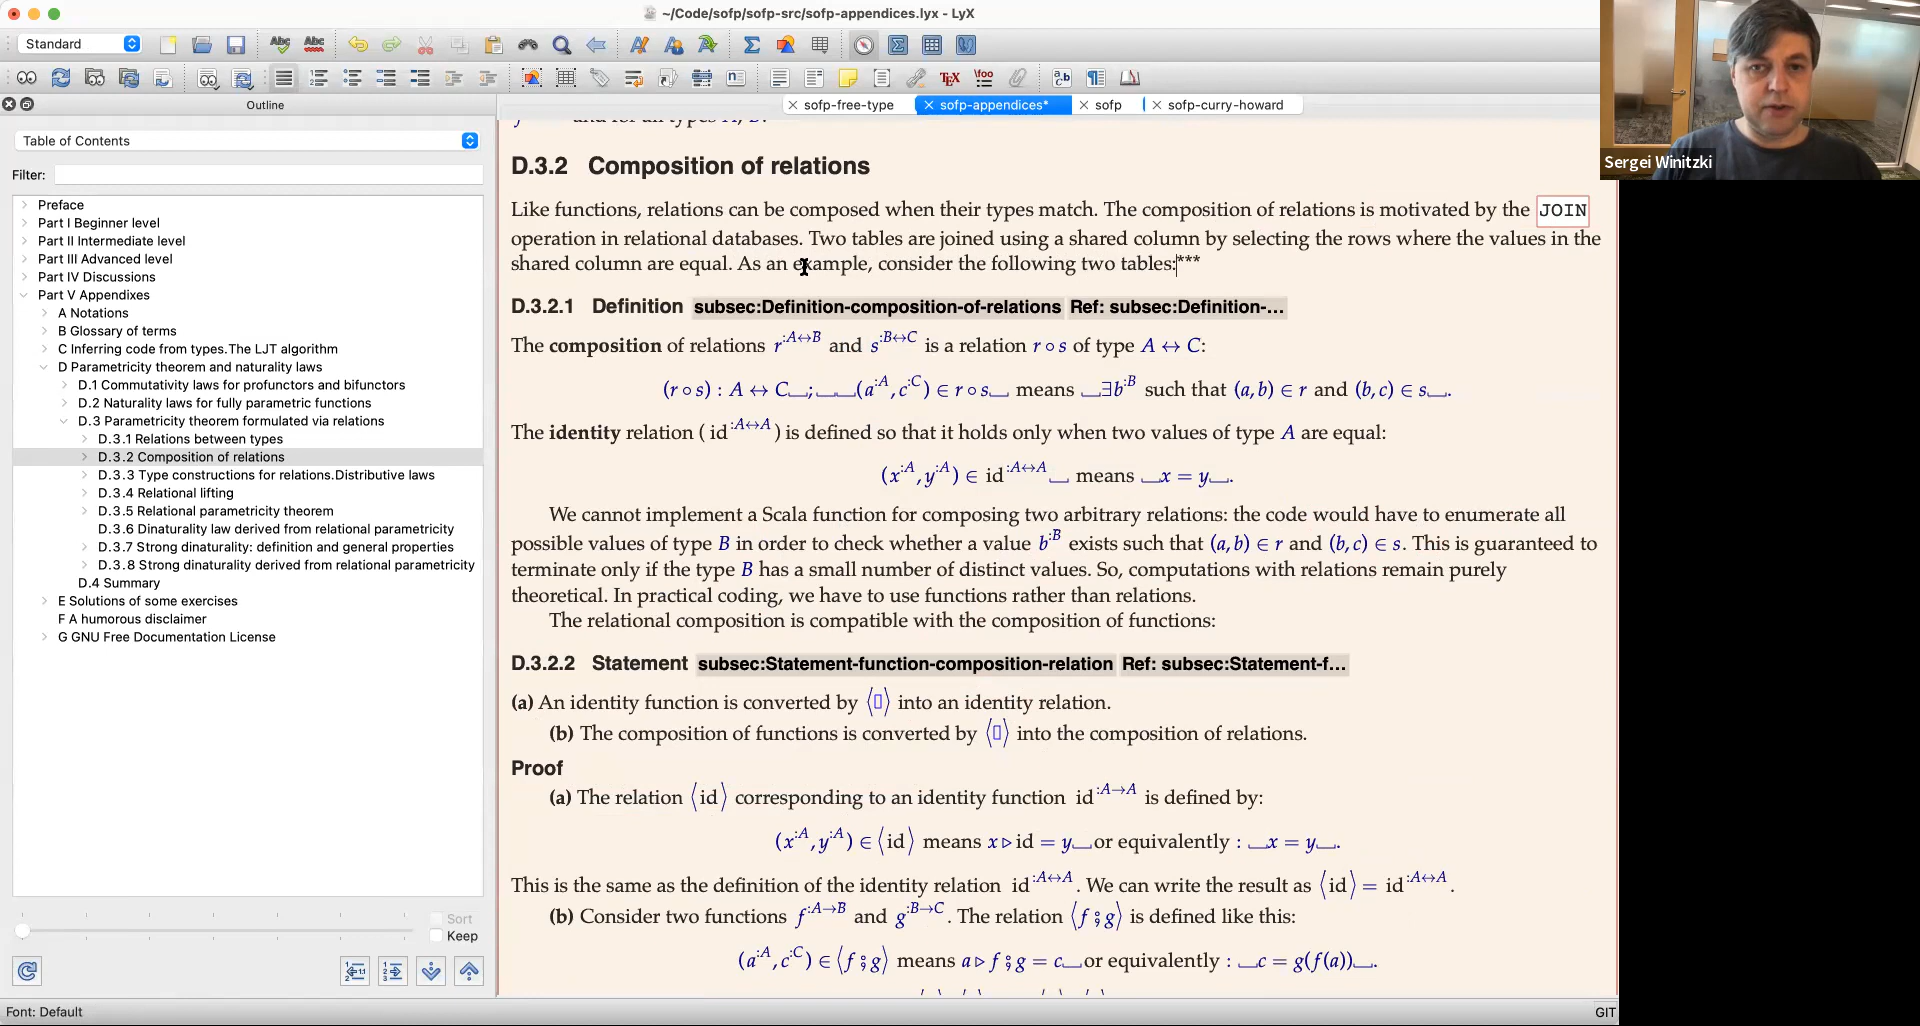 ~/Code/sofp/sofp-src/sofp-appendices.lyx - LyX
Standard
Outline
sofp-free-type
sofp-appendices*
sofp
sofp-curry-howard
Table of Contents
Filter:
Preface
Part I Beginner level
Part II Intermediate level
Part III Advanced level
Part IV Discussions
Part V Appendixes
A Notations
B Glossary of terms
C Inferring code from types.The LJT algorithm
D Parametricity theorem and naturality laws
D.1 Commutativity laws for profunctors and bifunctors
D.2 Naturality laws for fully parametric functions
D.3 Parametricity theorem formulated via relations
D.3.1 Relations between types
D.3.2 Composition of relations
D.3.3 Type constructions for relations.Distributive laws
D.3.4 Relational lifting
D.3.5 Relational parametricity theorem
D.3.6 Dinaturality law derived from relational parametricity
D.3.7 Strong dinaturality: definition and general properties
D.3.8 Strong dinaturality derived from relational parametricity
D.4 Summary
E Solutions of some exercises
F A humorous disclaimer
G GNU Free Documentation License
Sort
Keep
Font: Default
D.3.2 Composition of relations
Like functions, relations can be composed when their types match. The composition of relations is motivated by the JOIN
operation in relational databases. Two tables are joined using a shared column by selecting the rows where the values in the
shared column are equal. As an example, consider the following two tables:***
D.3.2.1 Definition subsec:Definition-composition-of-relations Ref: subsec:Definition-...
The composition of relations r^{:A↔B} and s^{:B↔C} is a relation r ∘ s of type A ↔ C:
(r ∘ s) : A ↔ C ; (a^{:A}, c^{:C}) ∈ r ∘ s means ∃b^{:B} such that (a, b) ∈ r and (b, c) ∈ s .
The identity relation ( id^{:A↔A} ) is defined so that it holds only when two values of type A are equal:
(x^{:A}, y^{:A}) ∈ id^{:A↔A} means x = y .
We cannot implement a Scala function for composing two arbitrary relations: the code would have to enumerate all
possible values of type B in order to check whether a value b^{:B} exists such that (a, b) ∈ r and (b, c) ∈ s. This is guaranteed to
terminate only if the type B has a small number of distinct values. So, computations with relations remain purely
theoretical. In practical coding, we have to use functions rather than relations.
The relational composition is compatible with the composition of functions:
D.3.2.2 Statement subsec:Statement-function-composition-relation Ref: subsec:Statement-f...
(a) An identity function is converted by ⟨▯⟩ into an identity relation.
(b) The composition of functions is converted by ⟨▯⟩ into the composition of relations.
Proof
(a) The relation ⟨id⟩ corresponding to an identity function id^{:A→A} is defined by:
(x^{:A}, y^{:A}) ∈ ⟨id⟩ means x ▷ id = y or equivalently : x = y .
This is the same as the definition of the identity relation id^{:A↔A}. We can write the result as ⟨id⟩ = id^{:A↔A}.
(b) Consider two functions f^{:A→B} and g^{:B→C}. The relation ⟨f ⨟ g⟩ is defined like this:
(a^{:A}, c^{:C}) ∈ ⟨f ⨟ g⟩ means a ▷ f ⨟ g = c or equivalently : c = g(f(a)) .
GIT
Sergei Winitzki